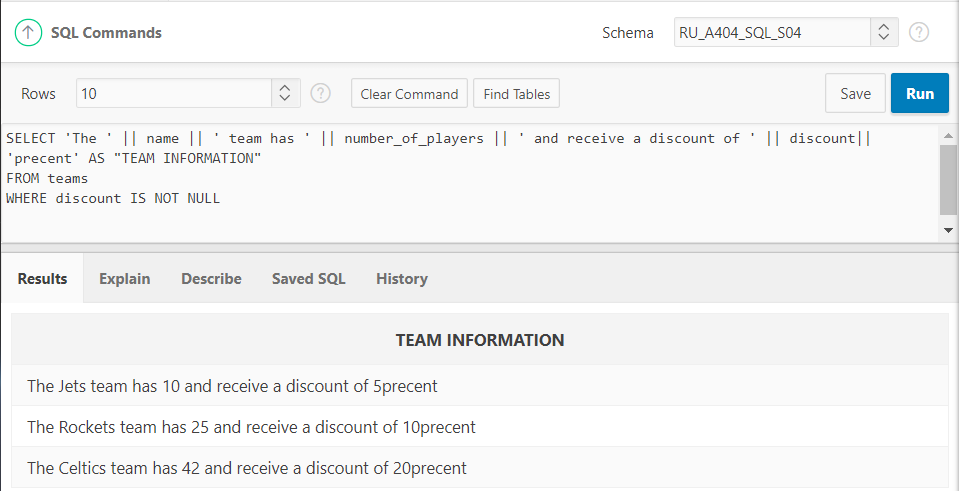 SQL Commands
Schema
RU_A404_SQL_S04
Rows
10
Clear Command
Find Tables
Save
Run
SELECT 'The ' || name || ' team has ' || number_of_players || ' and receive a discount of ' || discount||
'precent' AS "TEAM INFORMATION"
FROM teams
WHERE discount IS NOT NULL
Results
Explain
Describe
Saved SQL
History
TEAM INFORMATION
The Jets team has 10 and receive a discount of 5precent
The Rockets team has 25 and receive a discount of 10precent
The Celtics team has 42 and receive a discount of 20precent